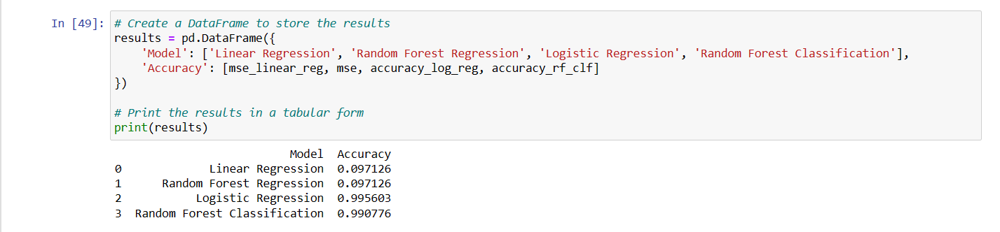 In [49]: # Create a DataFrame to store the results
results = pd.DataFrame({
    'Model': ['Linear Regression', 'Random Forest Regression', 'Logistic Regression', 'Random Forest Classification'],
    'Accuracy': [mse_linear_reg, mse, accuracy_log_reg, accuracy_rf_clf]
})
# Print the results in a tabular form
print(results)
                          Model  Accuracy
0             Linear Regression  0.097126
1      Random Forest Regression  0.097126
2           Logistic Regression  0.995603
3  Random Forest Classification  0.990776